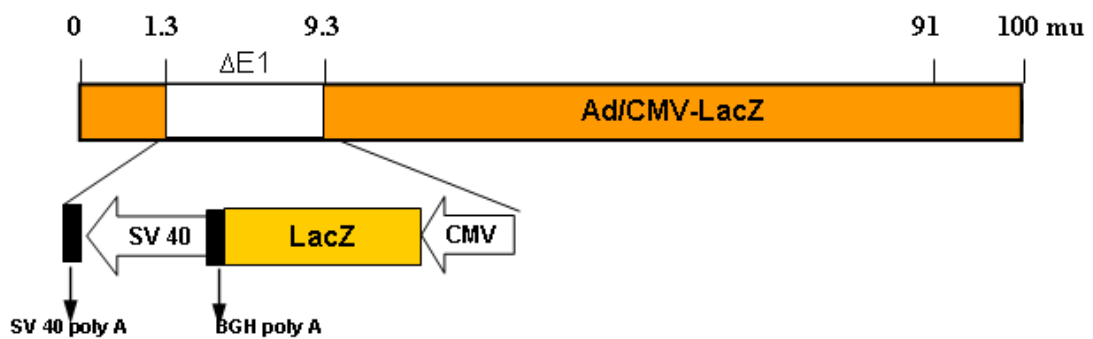 0 1.3 9.3 91 100 mu
ΔE1
Ad/CMV-LacZ
SV 40 LacZ CMV
SV 40 poly A BGH poly A